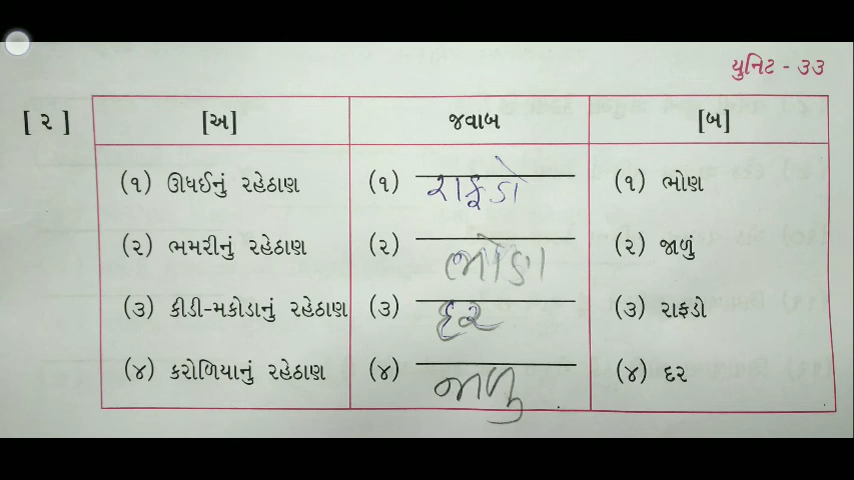 યુનિટ - ૩૩
[ ૨ ] [અ] જવાબ [બ]
(૧) ઊધઈનું રહેઠાણ (૧) રાફડો (૧) ભોણ
(૨) ભમરીનું રહેઠાણ (૨) ભોણ (૨) જાળું
(૩) કીડી-મકોડાનું રહેઠાણ (૩) દર (૩) રાફડો
(૪) કરોળિયાનું રહેઠાણ (૪) જાળુ (૪) દર